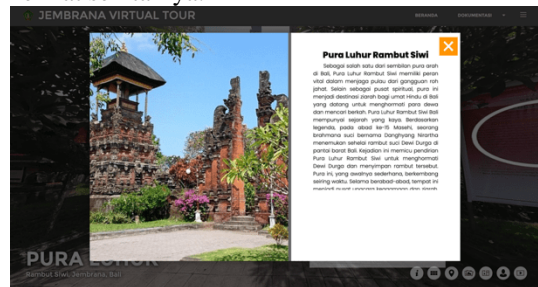 JEMBRANA VIRTUAL TOUR
BERANDA DOKUMENTASI
Pura Luhur Rambut Siwi
Sebagai salah satu dari sembilan pura arah
di Bali, Pura Luhur Rambut Siwi memiliki peran
vital dalam menjaga pulau dari gangguan roh
jahat. Selain sebagai pusat spiritual, pura ini
menjadi destinasi ziarah bagi umat Hindu di Bali
yang datang untuk menghormati para dewa
dan mencari berkah. Pura Luhur Rambut Siwi Bali
mempunyai sejarah yang kaya. Berdasarkan
legenda, pada abad ke-15 Masehi, seorang
brahmana suci bernama Danghyang Nirartha
menemukan sehelai rambut suci Dewi Durga di
pantai barat Bali. Kejadian ini memicu pendirian
Pura Luhur Rambut Siwi untuk menghormati
Dewi Durga dan menyimpan rambut tersebut.
Pura ini, yang awalnya sederhana, berkembang
seiring waktu. Selama berabad-abad, tempat ini
menjadi pusat upacara keagamaan dan ziarah
PURA LUHUR
Rambut Siwi, Jembrana, Bali